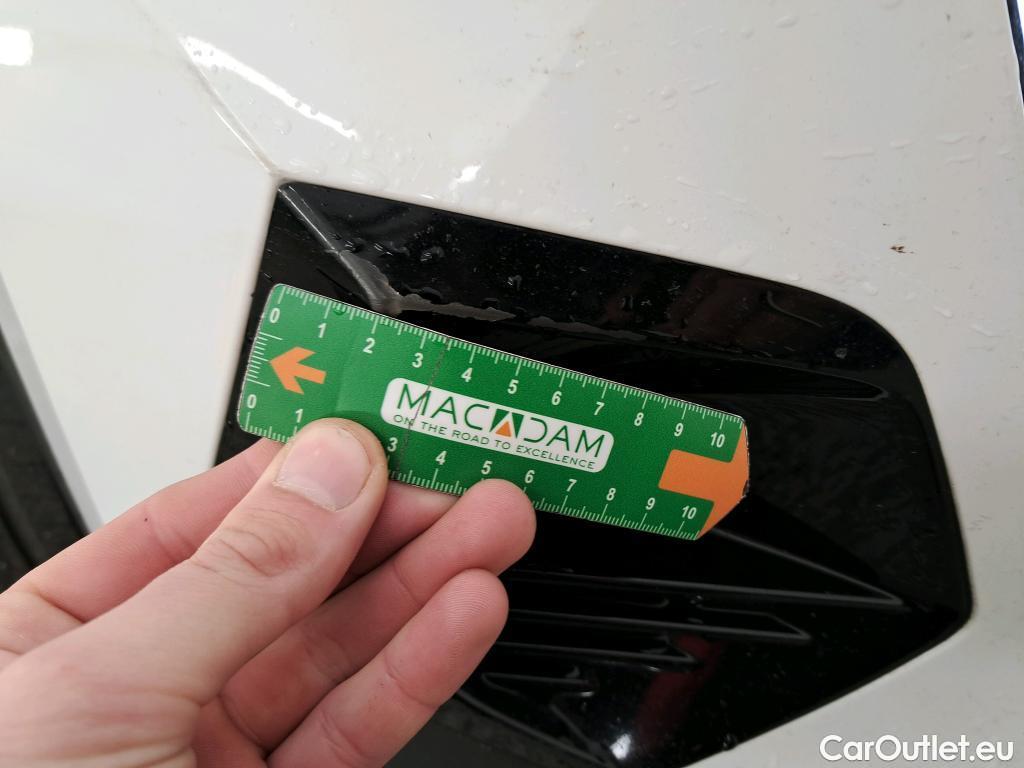 0 1 2 3 4 5 6 7 8 9 10
MACADAM
ON THE ROAD TO EXCELLENCE
0 1 3 4 5 6 7 8 9 10
CarOutlet.eu